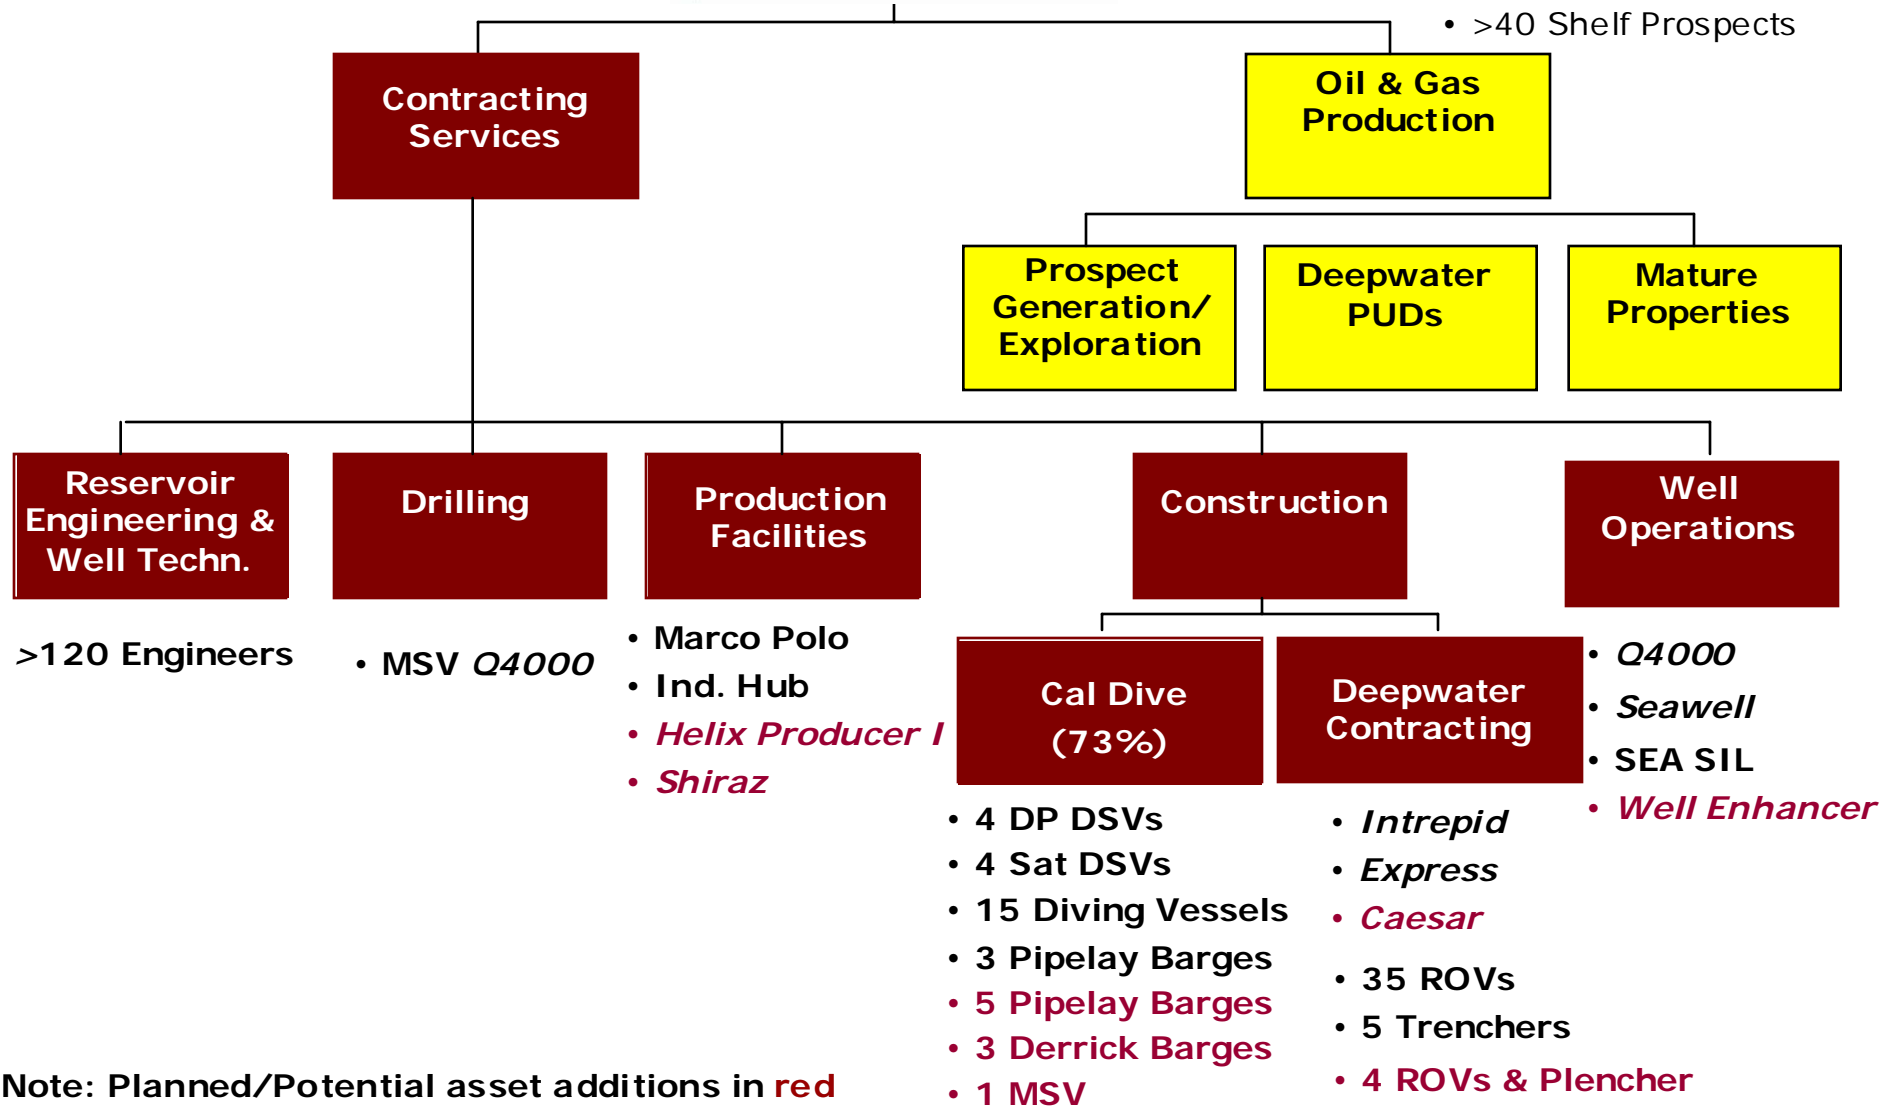 • >40 Shelf Prospects
Contracting
Services
Oil & Gas
Production
Prospect
Generation/
Exploration
Deepwater
PUDs
Mature
Properties
Reservoir
Engineering &
Well Techn.
Drilling
Production
Facilities
Construction
Well
Operations
>120 Engineers
• MSV Q4000
• Marco Polo
• Ind. Hub
• Helix Producer I
• Shiraz
Cal Dive
(73%)
Deepwater
Contracting
• Q4000
• Seawell
• SEA SIL
• Well Enhancer
• 4 DP DSVs
• 4 Sat DSVs
• 15 Diving Vessels
• 3 Pipelay Barges
• 5 Pipelay Barges
• 3 Derrick Barges
• 1 MSV
• Intrepid
• Express
• Caesar
• 35 ROVs
• 5 Trenchers
• 4 ROVs & Plencher
Note: Planned/Potential asset additions in red